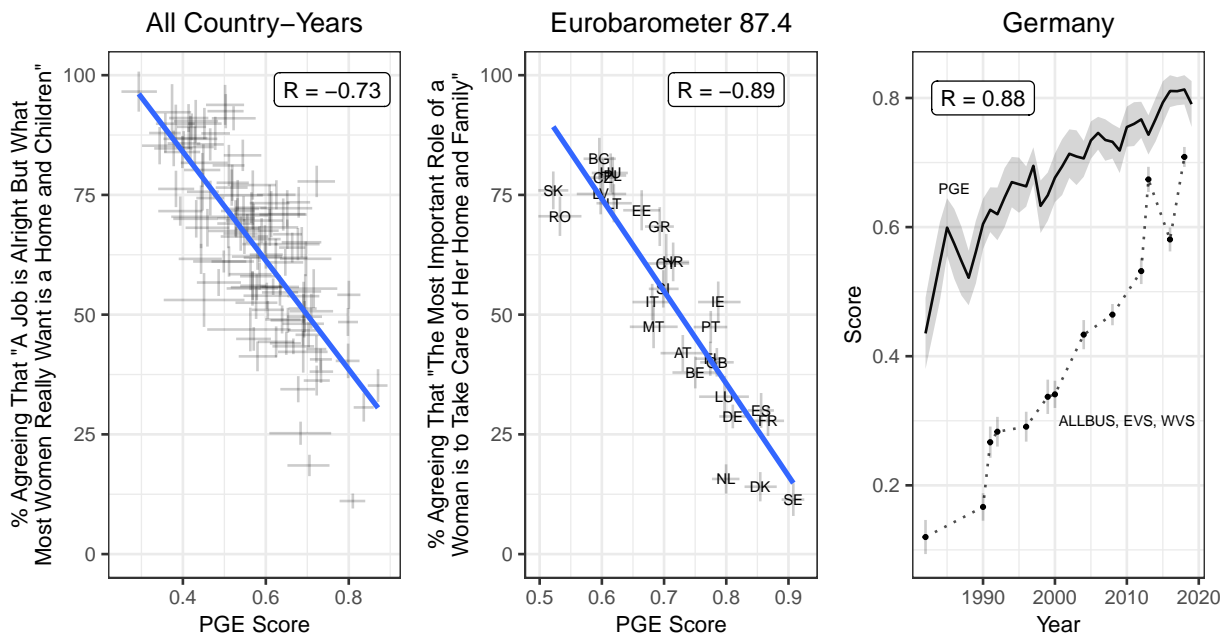 All Country−Years
% Agreeing That "A Job is Alright But What
Most Women Really Want is a Home and Children"
100
75
50
25
0
R = −0.73
0.4
0.6
0.8
PGE Score
Eurobarometer 87.4
% Agreeing That "The Most Important Role of a
Woman is to Take Care of Her Home and Family"
100
75
50
25
0
R = −0.89
BG
CZ
SK
LV
LT
RO
EE
GR
CY
HR
SI
IT
IE
MT
PT
AT
GB
BE
LU
ES
DE
FR
NL
DK
SE
0.5
0.6
0.7
0.8
0.9
PGE Score
Germany
Score
0.8
0.6
0.4
0.2
R = 0.88
PGE
ALLBUS, EVS, WVS
1990
2000
2010
2020
Year